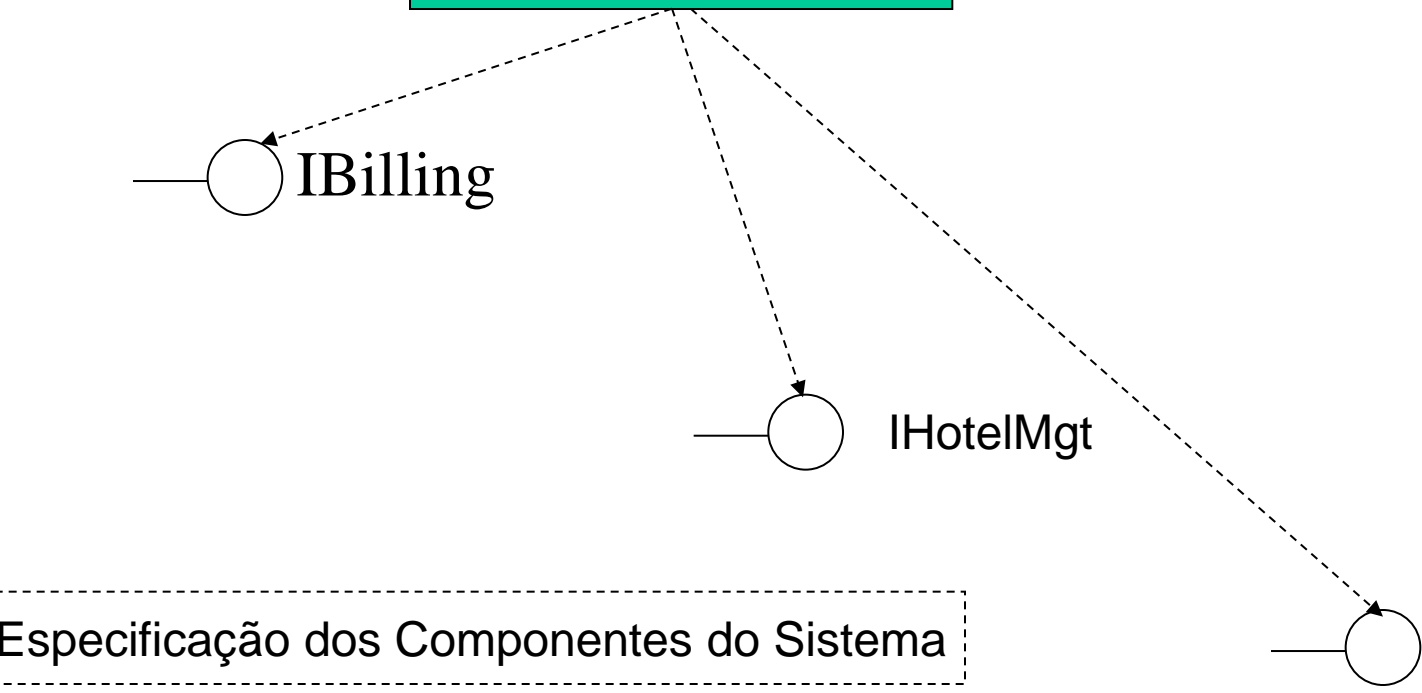 IBilling
IHotelMgt
Especificação dos Componentes do Sistema